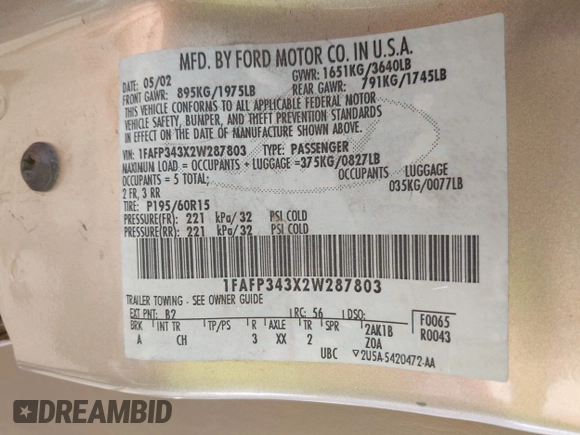 MFD. BY FORD MOTOR CO. IN U.S.A.
DATE: 05/02 GVWR: 1651KG/3640LB
FRONT GAWR: 895KG/1975LB REAR GAWR: 791KG/1745LB
THIS VEHICLE CONFORMS TO ALL APPLICABLE FEDERAL MOTOR
VEHICLE SAFETY, BUMPER, AND THEFT PREVENTION STANDARDS
IN EFFECT ON THE DATE OF MANUFACTURE SHOWN ABOVE.
VIN: 1FAFP343X2W287803 TYPE: PASSENGER
MAXIMUM LOAD = OCCUPANTS + LUGGAGE = 375KG/0827LB
OCCUPANTS = 5 TOTAL; OCCUPANTS LUGGAGE
2 FR, 3 RR 035KG/0077LB
TIRE: P195/60R15
PRESSURE(FR): 221 kPa/ 32 PSI COLD
PRESSURE(RR): 221 kPa/ 32 PSI COLD
1FAFP343X2W287803
TRAILER TOWING - SEE OWNER GUIDE
EXT PNT: B2 RC: 56 DSO: F0065
BRK INT TR TP/PS R AXLE TR SPR 2AK1B R0043
A CH 3 XX 2 Z0A
UBC ▽2U5A-5420472-AA
DREAMBID